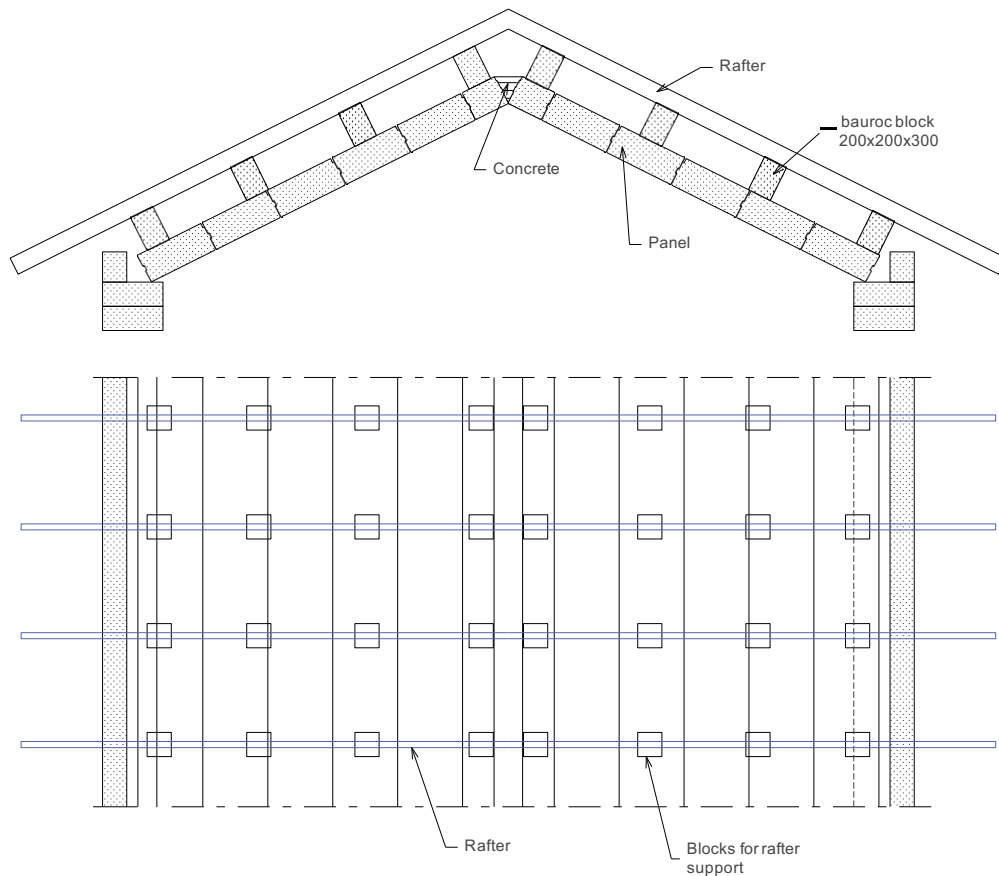 Rafter
bauroc block
200x200x300
Concrete
Panel
Rafter
Blocks for rafter
support